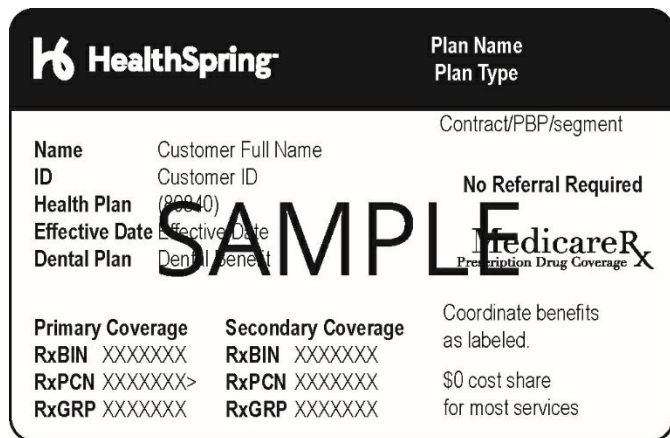 HealthSpring
Plan Name
Plan Type
Contract/PBP/segment
Name Customer Full Name
ID Customer ID
Health Plan (80840)
Effective Date Effective Date
Dental Plan Dental Benefit
No Referral Required
MedicareRx
Prescription Drug Coverage
SAMPLE
Primary Coverage
RxBIN XXXXXXX
RxPCN XXXXXXX>
RxGRP XXXXXXX
Secondary Coverage
RxBIN XXXXXXX
RxPCN XXXXXXX
RxGRP XXXXXXX
Coordinate benefits
as labeled.
$0 cost share
for most services